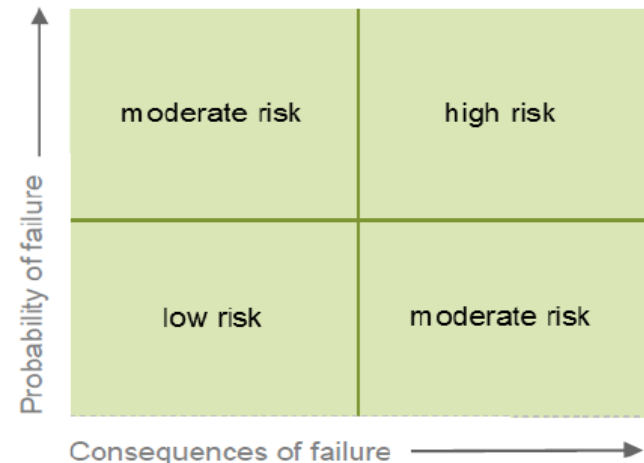 Probability of failure
moderate risk
high risk
low risk
moderate risk
Consequences of failure